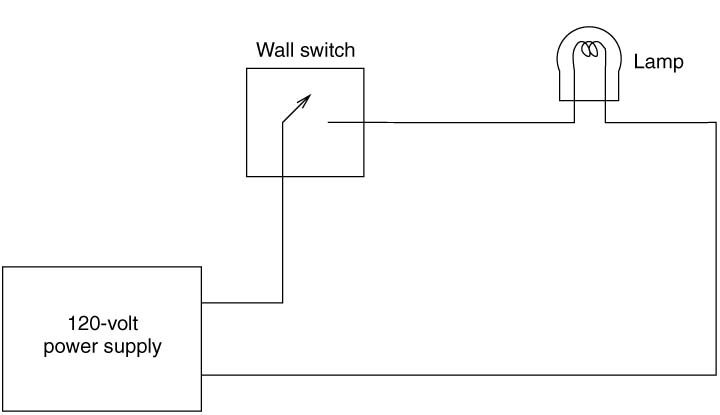 Wall switch
Lamp
120-volt
power supply